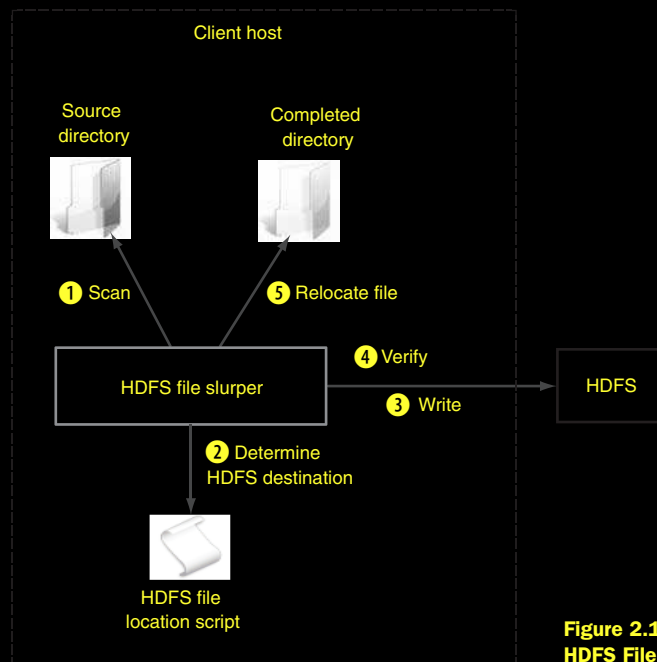 Client host
Source
directory
Completed
directory
1 Scan
5 Relocate file
4 Verify
HDFS file slurper
HDFS
3 Write
2 Determine
HDFS destination
HDFS file
location script
Figure 2.1
HDFS File